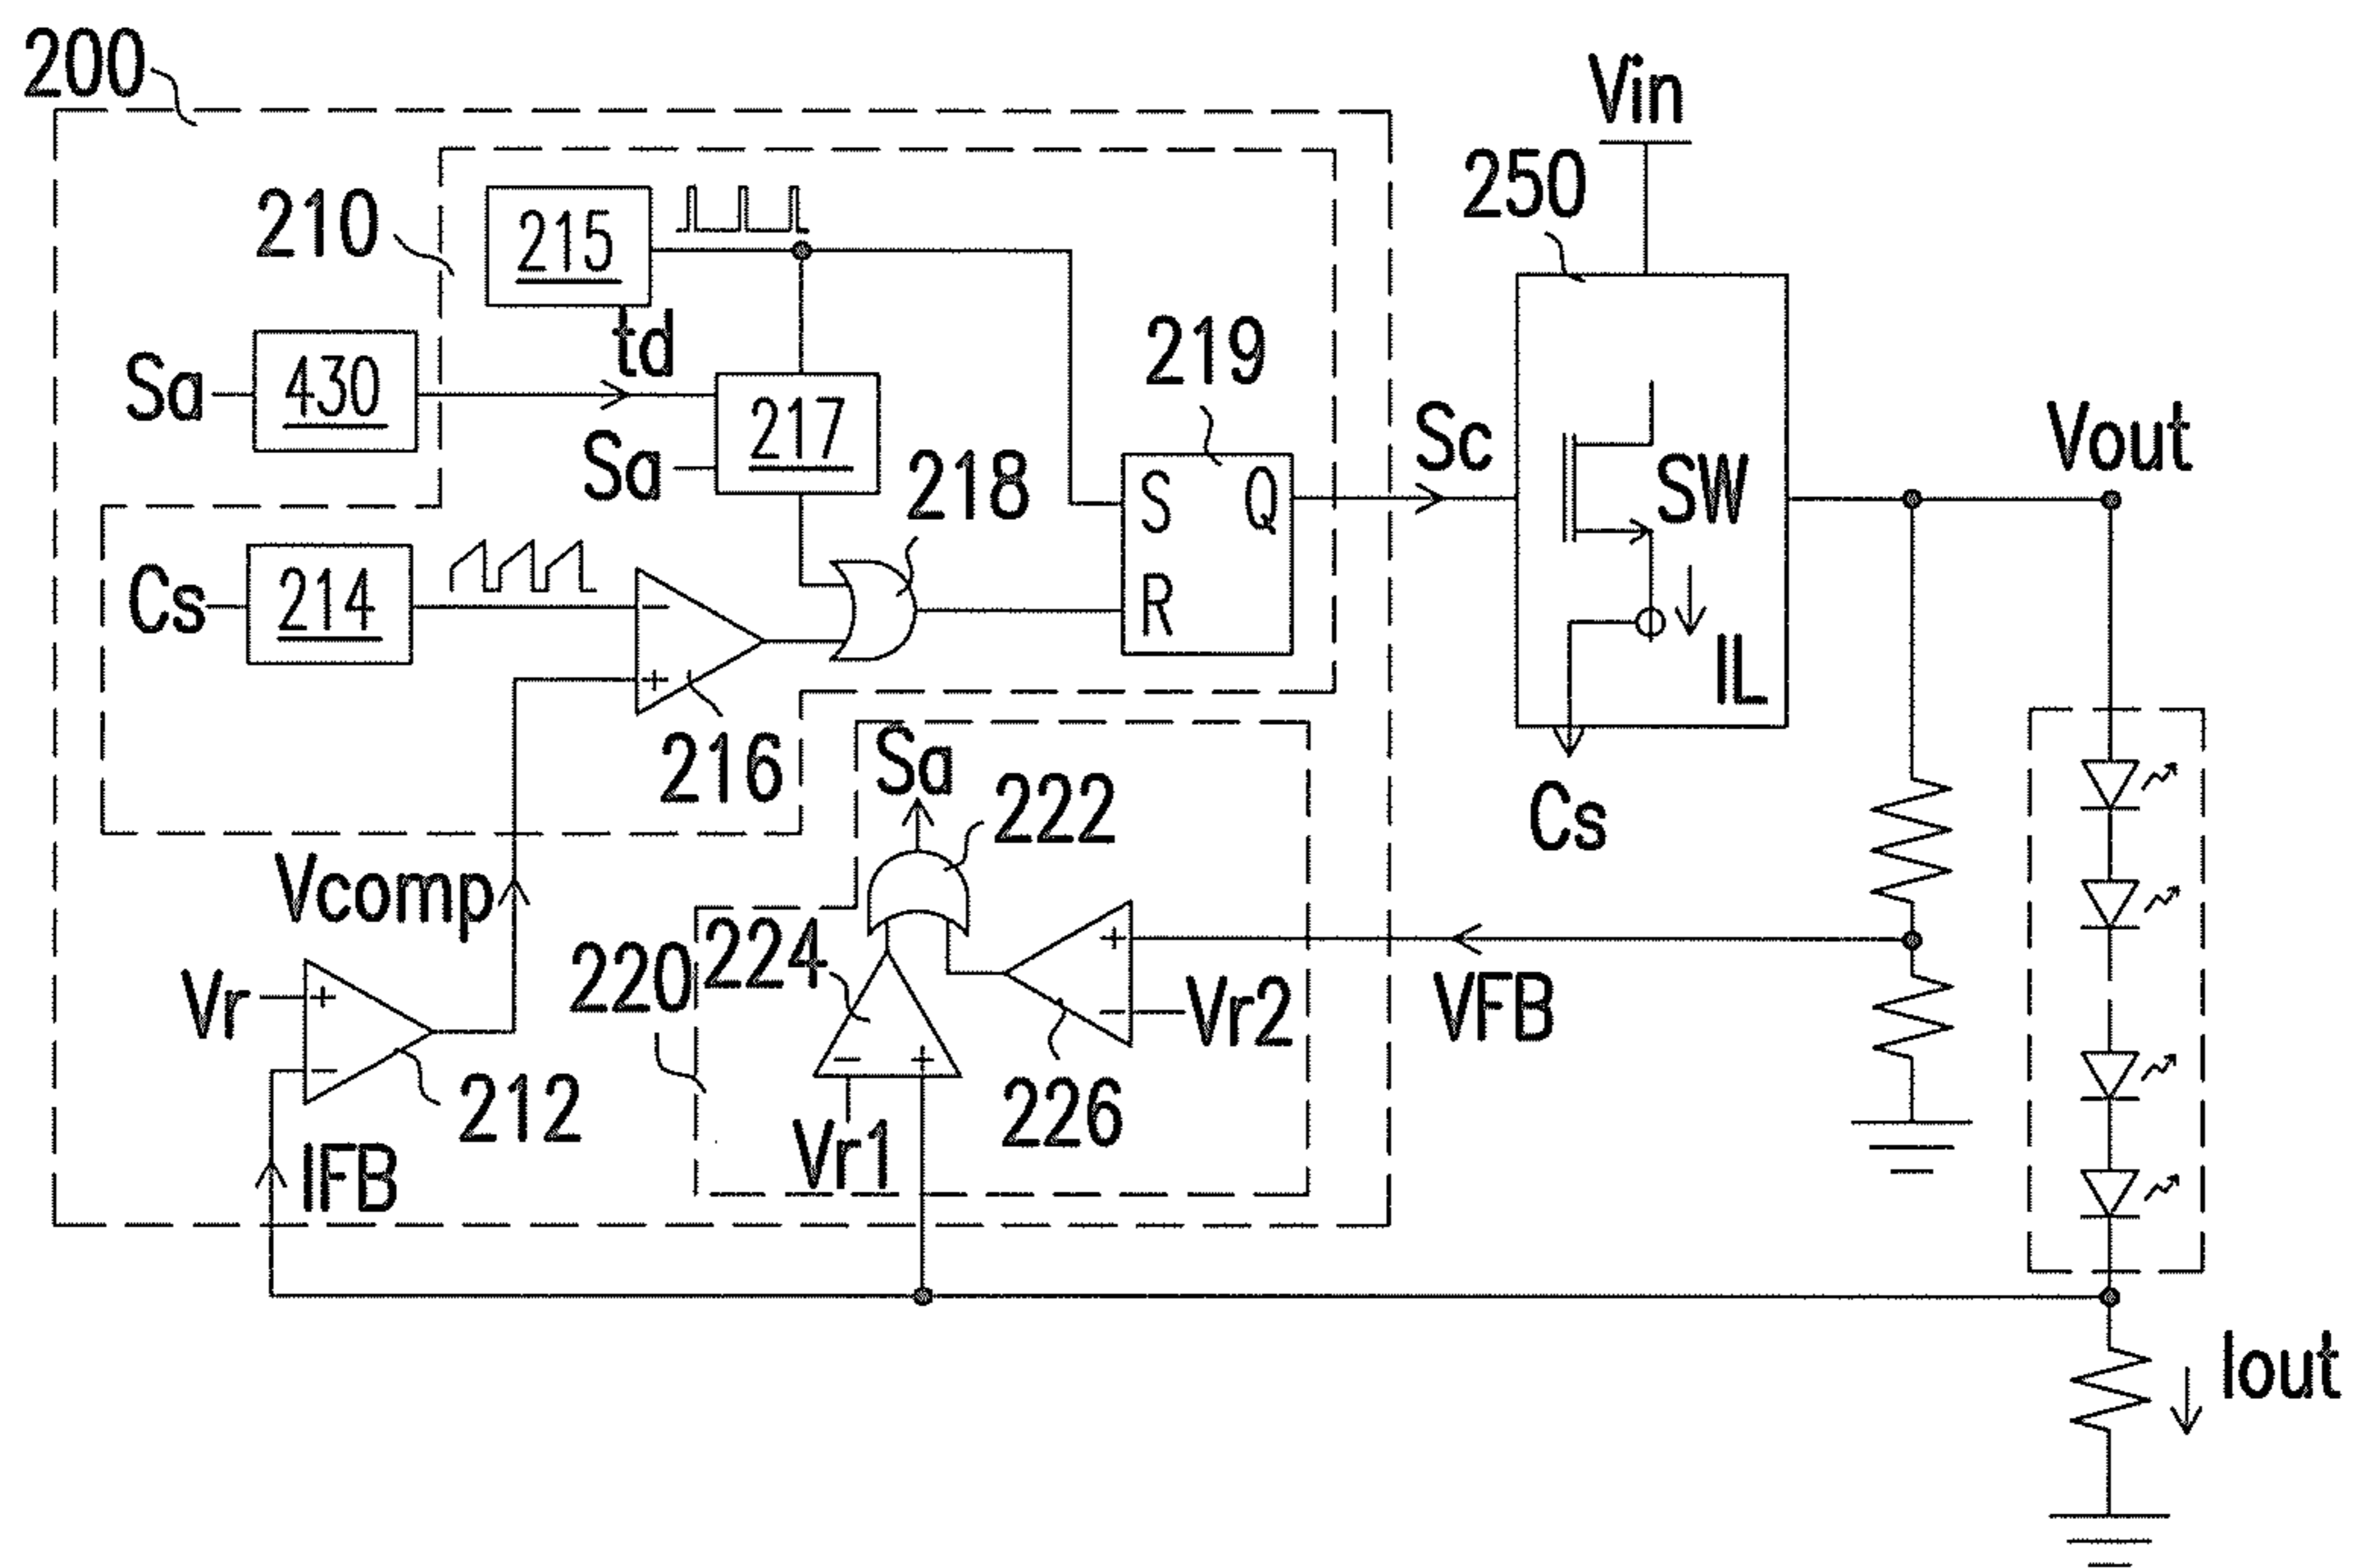 200
Vin
250
210
215
td
219
Sa
430
217
Sc
Vout
Sa
218
S
Q
SW
Cs
214
R
−
+
IL
216
Sa
222
Cs
Vcomp
220
224
+
Vr
+
Vr2
VFB
−
−
−
+
212
226
IFB
Vr1
Iout